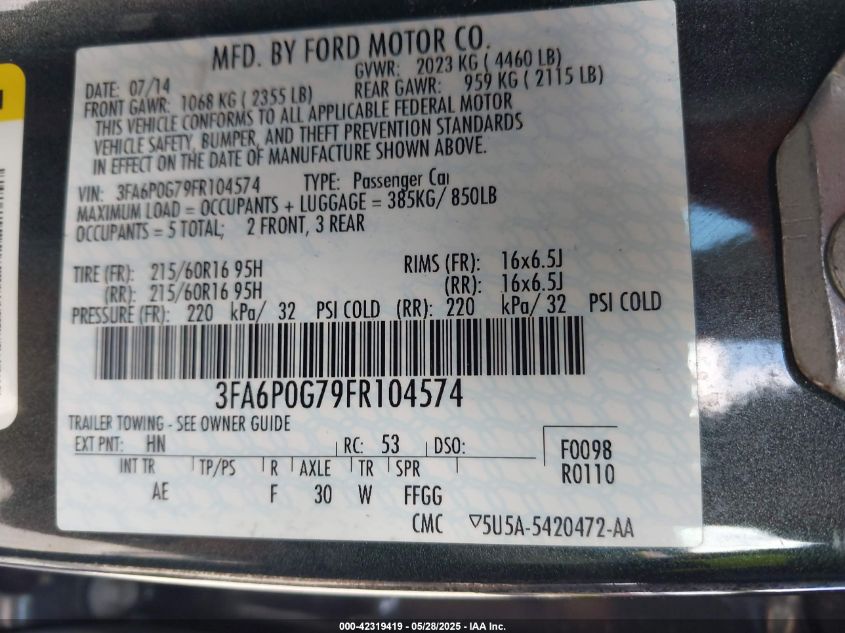 MFD. BY FORD MOTOR CO.
DATE: 07/14 GVWR: 2023 KG ( 4460 LB)
FRONT GAWR: 1068 KG ( 2355 LB) REAR GAWR: 959 KG ( 2115 LB)
THIS VEHICLE CONFORMS TO ALL APPLICABLE FEDERAL MOTOR
VEHICLE SAFETY, BUMPER, AND THEFT PREVENTION STANDARDS
IN EFFECT ON THE DATE OF MANUFACTURE SHOWN ABOVE.
VIN: 3FA6P0G79FR104574 TYPE: Passenger Car
MAXIMUM LOAD = OCCUPANTS + LUGGAGE = 385KG/ 850LB
OCCUPANTS = 5 TOTAL; 2 FRONT, 3 REAR
TIRE (FR): 215/60R16 95H RIMS (FR): 16x6.5J
(RR): 215/60R16 95H (RR): 16x6.5J
PRESSURE (FR): 220 kPa/ 32 PSI COLD (RR): 220 kPa/ 32 PSI COLD
3FA6P0G79FR104574
TRAILER TOWING - SEE OWNER GUIDE
EXT PNT: HN RC: 53 DSO: F0098
R0110
INT TR TP/PS R AXLE TR SPR
AE F 30 W FFGG
CMC ▽5U5A-5420472-AA
000-42319419 | 05/28/2025 - IAA Inc.